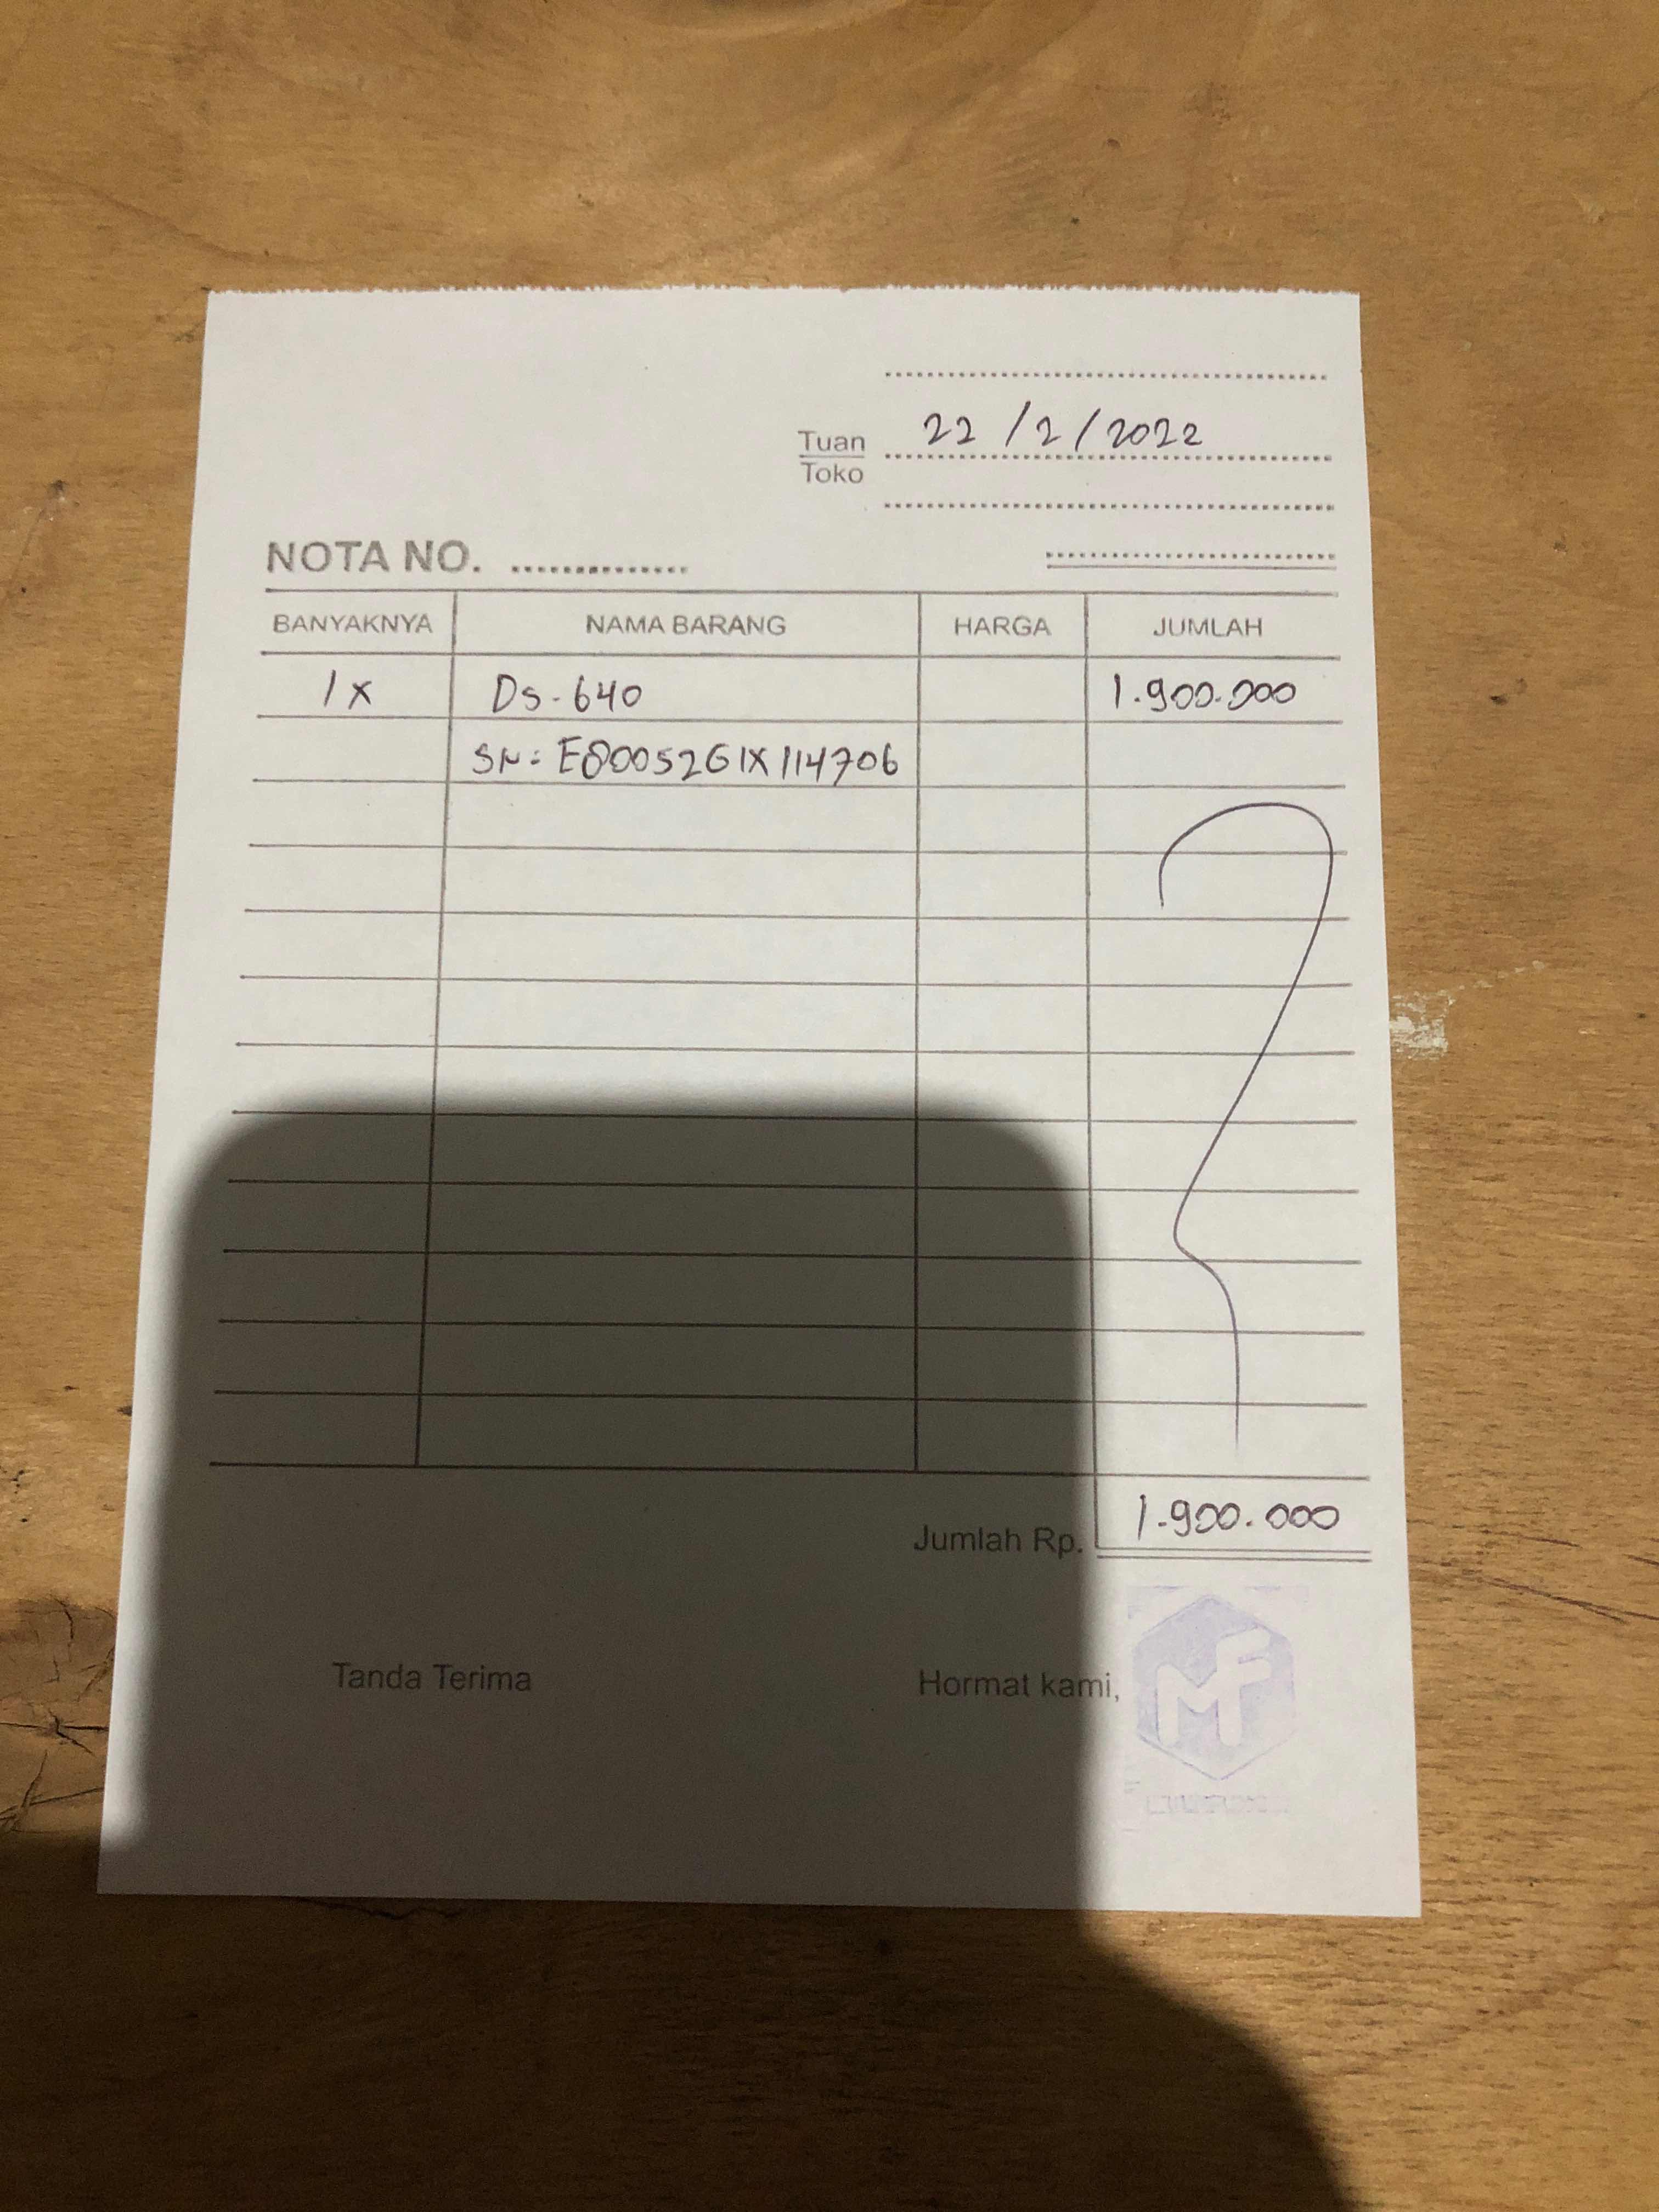 22/2/2022
Tuan
Toko
NOTA NO.
BANYAKNYA NAMA BARANG HARGA JUMLAH
1x Ds-640 1.900.000
SN: E80052G1X114706
Jumlah Rp. 1.900.000
Tanda Terima Hormat kami,
MF